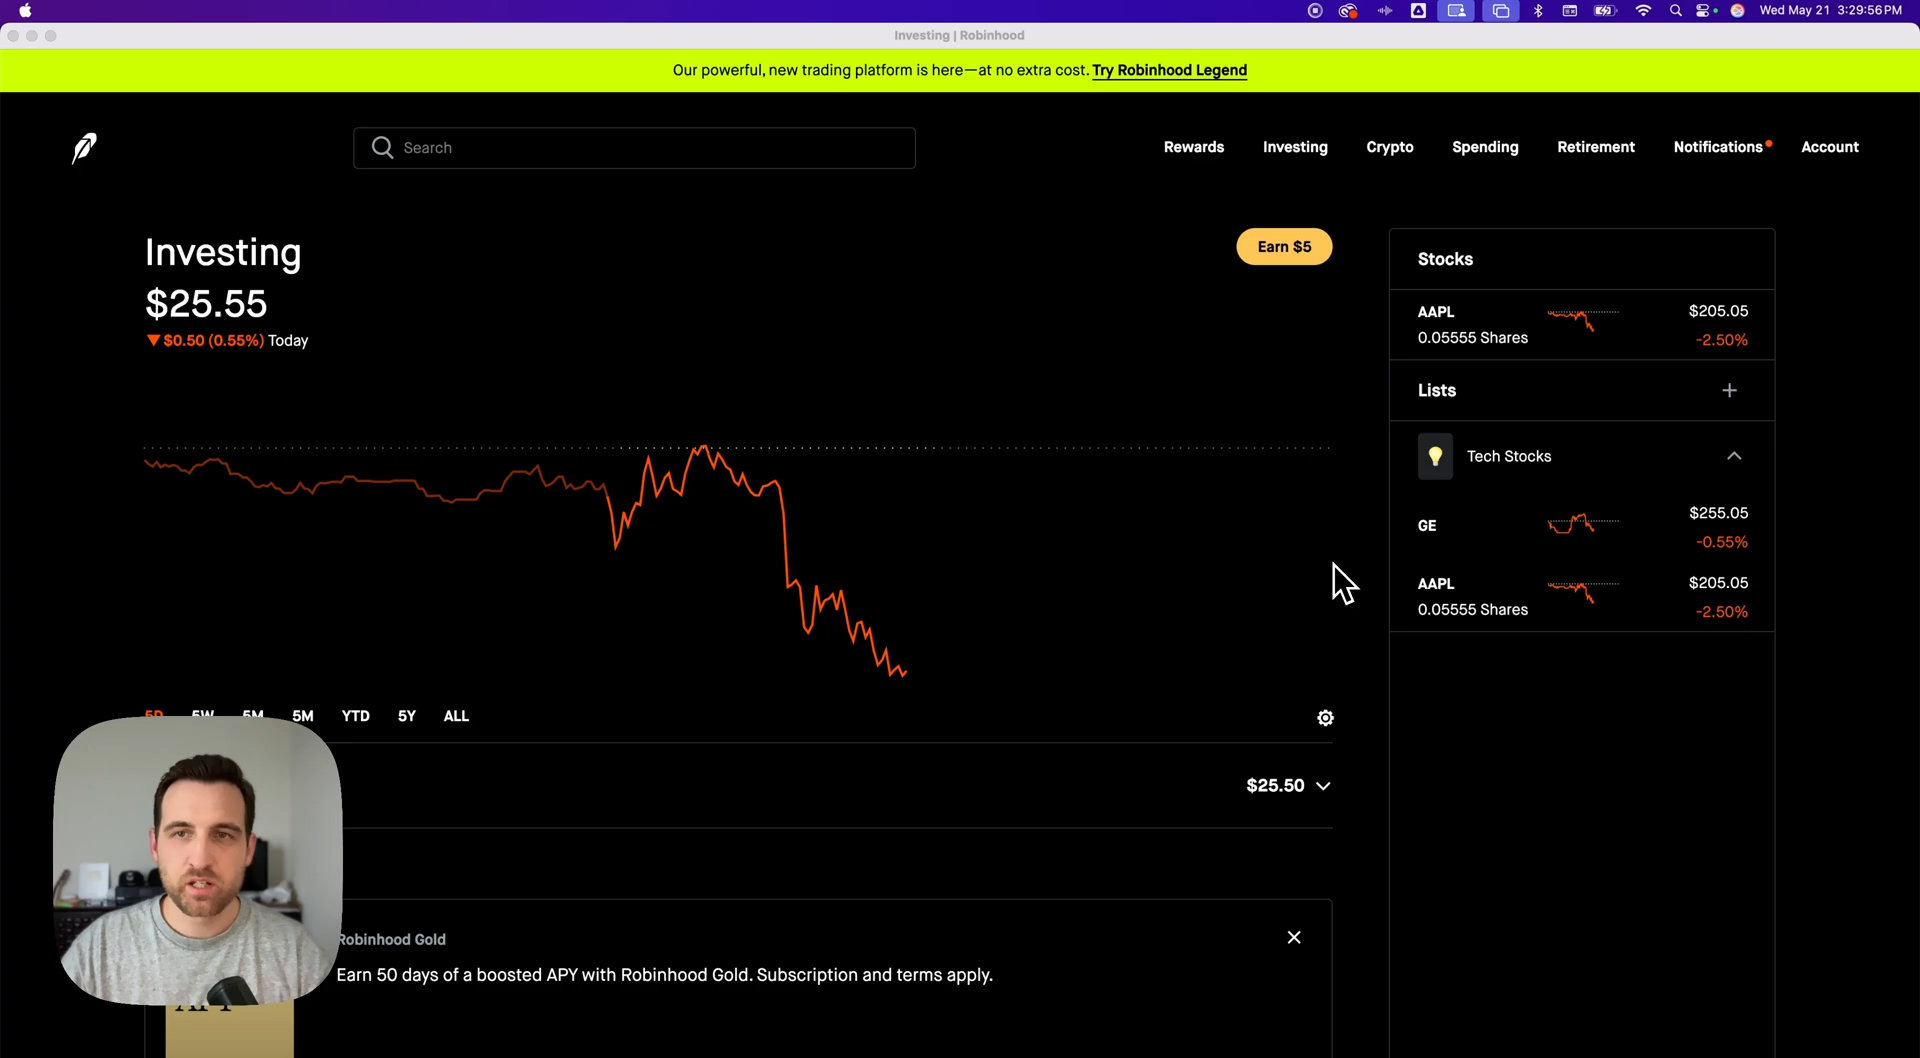 Wed May 21 3:29:56 PM
Investing | Robinhood
Our powerful, new trading platform is here—at no extra cost. Try Robinhood Legend
Search
Rewards
Investing
Crypto
Spending
Retirement
Notifications
Account
Investing
$25.55
▼$0.50 (0.55%) Today
Earn $5
5M
YTD
5Y
ALL
$25.50
Robinhood Gold
Earn 50 days of a boosted APY with Robinhood Gold. Subscription and terms apply.
Stocks
AAPL
0.05555 Shares
$205.05
-2.50%
Lists
Tech Stocks
GE
$255.05
-0.55%
AAPL
0.05555 Shares
$205.05
-2.50%